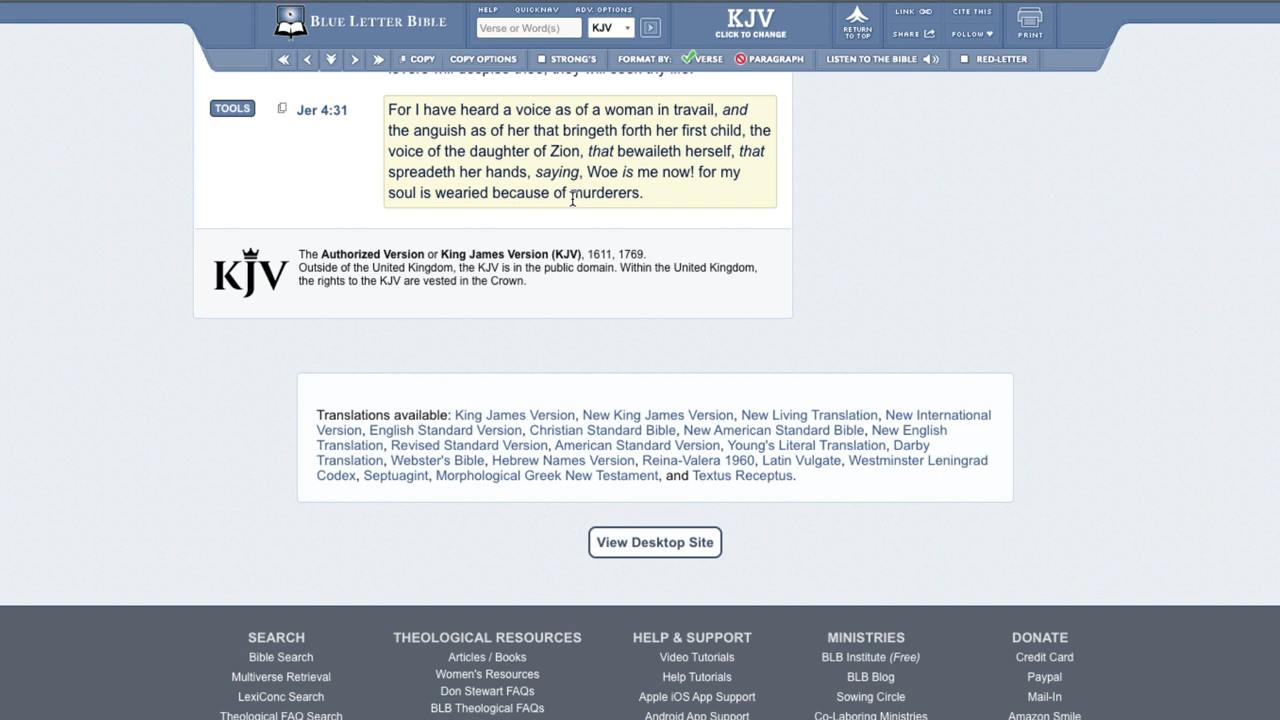 HELP QUICKNAV ADV. OPTIONS
BLUE LETTER BIBLE
Verse or Word(s) KJV
KJV
CLICK TO CHANGE
RETURN
TO TOP
LINK CITE THIS
SHARE FOLLOW
PRINT
COPY COPY OPTIONS STRONG'S FORMAT BY: VERSE PARAGRAPH LISTEN TO THE BIBLE RED-LETTER
TOOLS Jer 4:31
For I have heard a voice as of a woman in travail, and
the anguish as of her that bringeth forth her first child, the
voice of the daughter of Zion, that bewaileth herself, that
spreadeth her hands, saying, Woe is me now! for my
soul is wearied because of murderers.
KJV
The Authorized Version or King James Version (KJV), 1611, 1769.
Outside of the United Kingdom, the KJV is in the public domain. Within the United Kingdom,
the rights to the KJV are vested in the Crown.
Translations available: King James Version, New King James Version, New Living Translation, New International
Version, English Standard Version, Christian Standard Bible, New American Standard Bible, New English
Translation, Revised Standard Version, American Standard Version, Young's Literal Translation, Darby
Translation, Webster's Bible, Hebrew Names Version, Reina-Valera 1960, Latin Vulgate, Westminster Leningrad
Codex, Septuagint, Morphological Greek New Testament, and Textus Receptus.
View Desktop Site
SEARCH
Bible Search
Multiverse Retrieval
LexiConc Search
Theological FAQ Search
THEOLOGICAL RESOURCES
Articles / Books
Women's Resources
Don Stewart FAQs
BLB Theological FAQs
HELP & SUPPORT
Video Tutorials
Help Tutorials
Apple iOS App Support
Android App Support
MINISTRIES
BLB Institute (Free)
BLB Blog
Sowing Circle
Co-Laboring Ministries
DONATE
Credit Card
Paypal
Mail-In
Amazon Smile